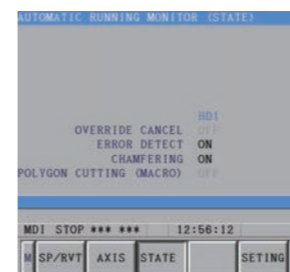 AUTOMATIC RUNNING MONITOR (STATE)
HD1
OVERRIDE CANCEL OFF
ERROR DETECT ON
CHAMFERING ON
POLYGON CUTTING (MACRO) OFF
MDI STOP *** *** 12:56:12
M SP/RVT AXIS STATE SETING